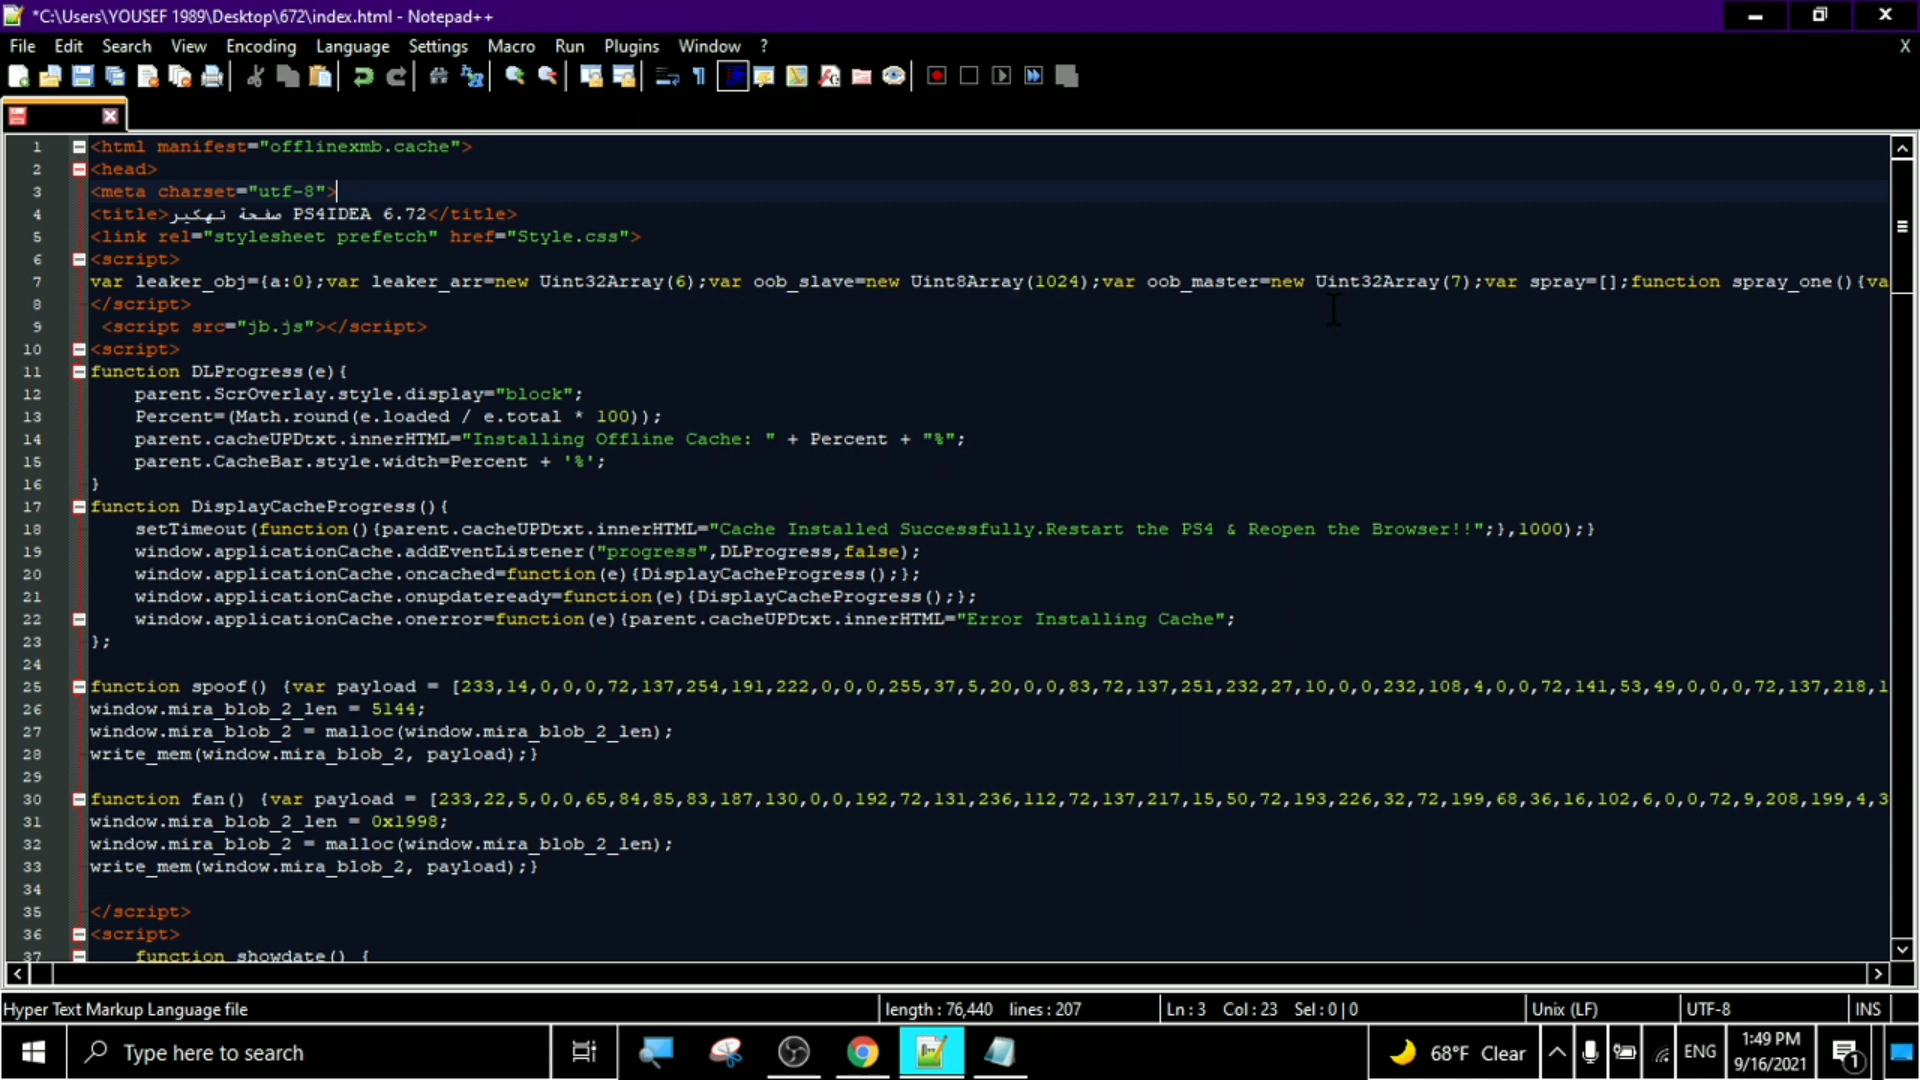 *C:\Users\YOUSEF 1989\Desktop\672\index.html - Notepad++
File Edit Search View Encoding Language Settings Macro Run Plugins Window ? X
1 <html manifest="offlinexmb.cache">
2 <head>
3 <meta charset="utf-8">
4 <title>صفحة تهكير PS4IDEA 6.72</title>
5 <link rel="stylesheet prefetch" href="Style.css">
6 <script>
7 var leaker_obj={a:0};var leaker_arr=new Uint32Array(6);var oob_slave=new Uint8Array(1024);var oob_master=new Uint32Array(7);var spray=[];function spray_one(){va
8 </script>
9 <script src="jb.js"></script>
10 <script>
11 function DLProgress(e){
12 parent.ScrOverlay.style.display="block";
13 Percent=(Math.round(e.loaded / e.total * 100));
14 parent.cacheUPDtxt.innerHTML="Installing Offline Cache: " + Percent + "%";
15 parent.CacheBar.style.width=Percent + '%';
16 }
17 function DisplayCacheProgress(){
18 setTimeout(function(){parent.cacheUPDtxt.innerHTML="Cache Installed Successfully.Restart the PS4 & Reopen the Browser!!";},1000);}
19 window.applicationCache.addEventListener("progress",DLProgress,false);
20 window.applicationCache.oncached=function(e){DisplayCacheProgress();};
21 window.applicationCache.onupdateready=function(e){DisplayCacheProgress();};
22 window.applicationCache.onerror=function(e){parent.cacheUPDtxt.innerHTML="Error Installing Cache";
23 };
24
25 function spoof() {var payload = [233,14,0,0,0,72,137,254,191,222,0,0,0,255,37,5,20,0,0,83,72,137,251,232,27,10,0,0,232,108,4,0,0,72,141,53,49,0,0,0,72,137,218,1
26 window.mira_blob_2_len = 5144;
27 window.mira_blob_2 = malloc(window.mira_blob_2_len);
28 write_mem(window.mira_blob_2, payload);}
29
30 function fan() {var payload = [233,22,5,0,0,65,84,85,83,187,130,0,0,192,72,131,236,112,72,137,217,15,50,72,193,226,32,72,199,68,36,16,102,6,0,0,72,9,208,199,4,3
31 window.mira_blob_2_len = 0x1998;
32 window.mira_blob_2 = malloc(window.mira_blob_2_len);
33 write_mem(window.mira_blob_2, payload);}
34
35 </script>
36 <script>
37 function showdate() {
Hyper Text Markup Language file length : 76,440 lines : 207 Ln : 3 Col : 23 Sel : 0 | 0 Unix (LF) UTF-8 INS
Type here to search 68°F Clear ENG 1:49 PM
9/16/2021 1